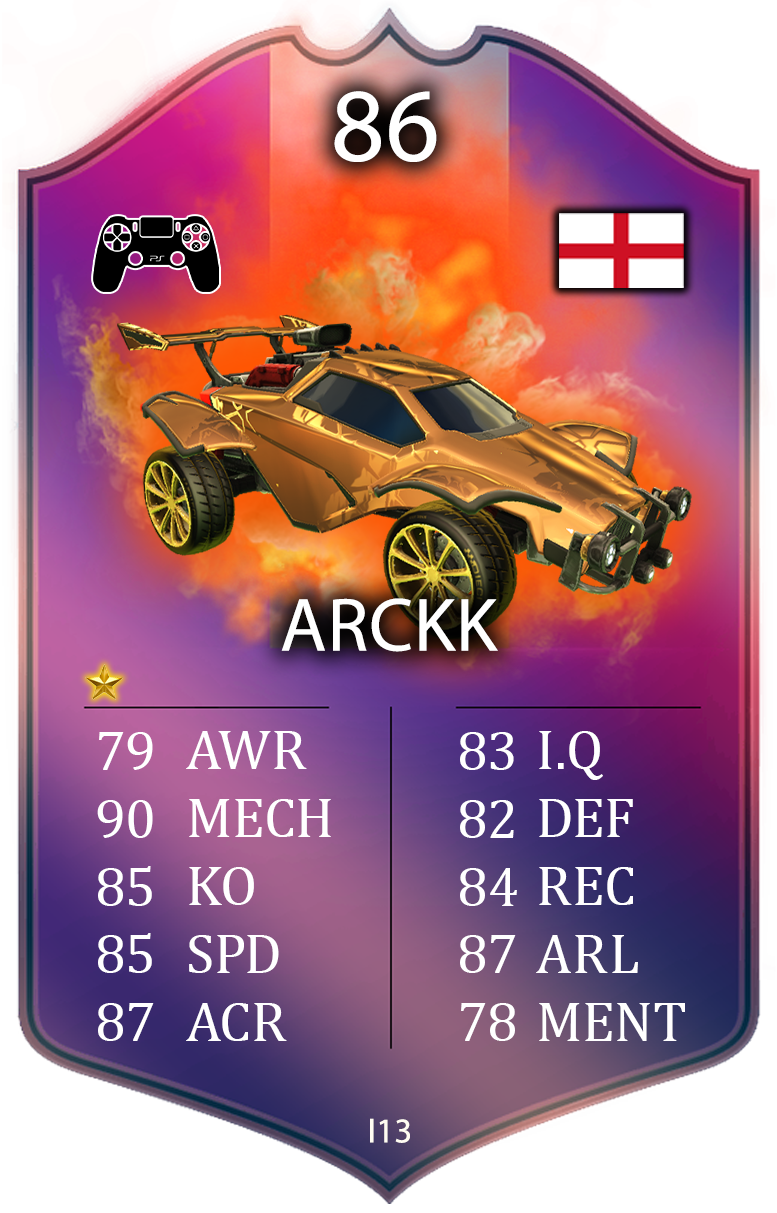 86
PS
ARCKK
79 AWR
90 MECH
85 KO
85 SPD
87 ACR
83 I.Q
82 DEF
84 REC
87 ARL
78 MENT
I13